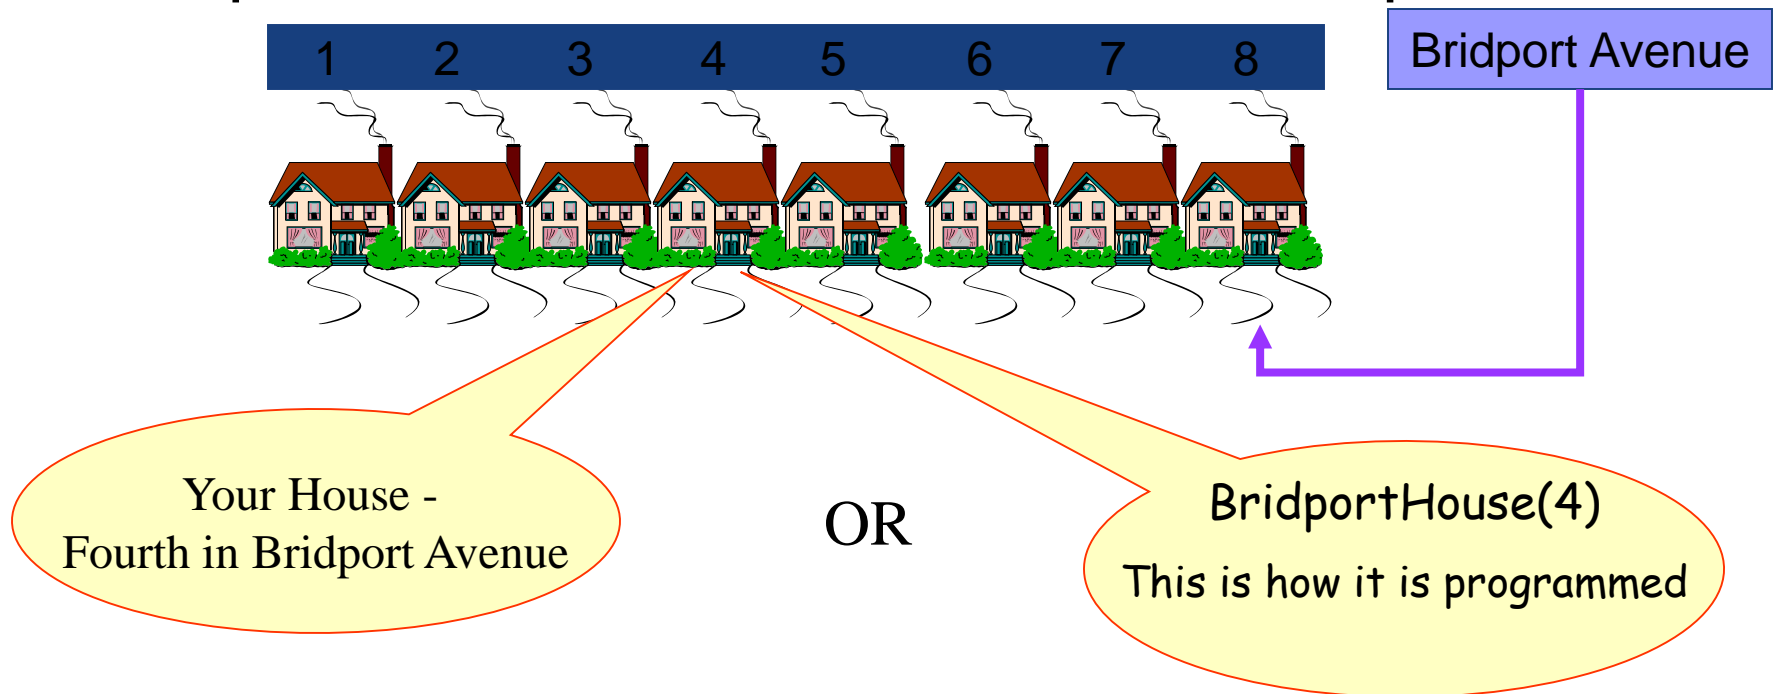 1 2 3 4 5 6 7 8
Bridport Avenue
Your House -
Fourth in Bridport Avenue
OR
BridportHouse(4)
This is how it is programmed